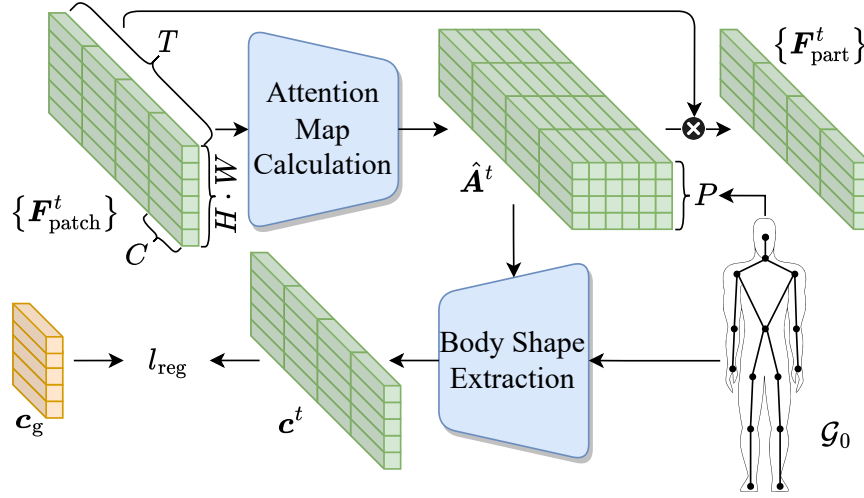 T
{F^t_patch}
C
H · W
Attention
Map
Calculation
Â^t
P
{F^t_part}
Body Shape
Extraction
c_g
l_reg
c^t
𝒢_0